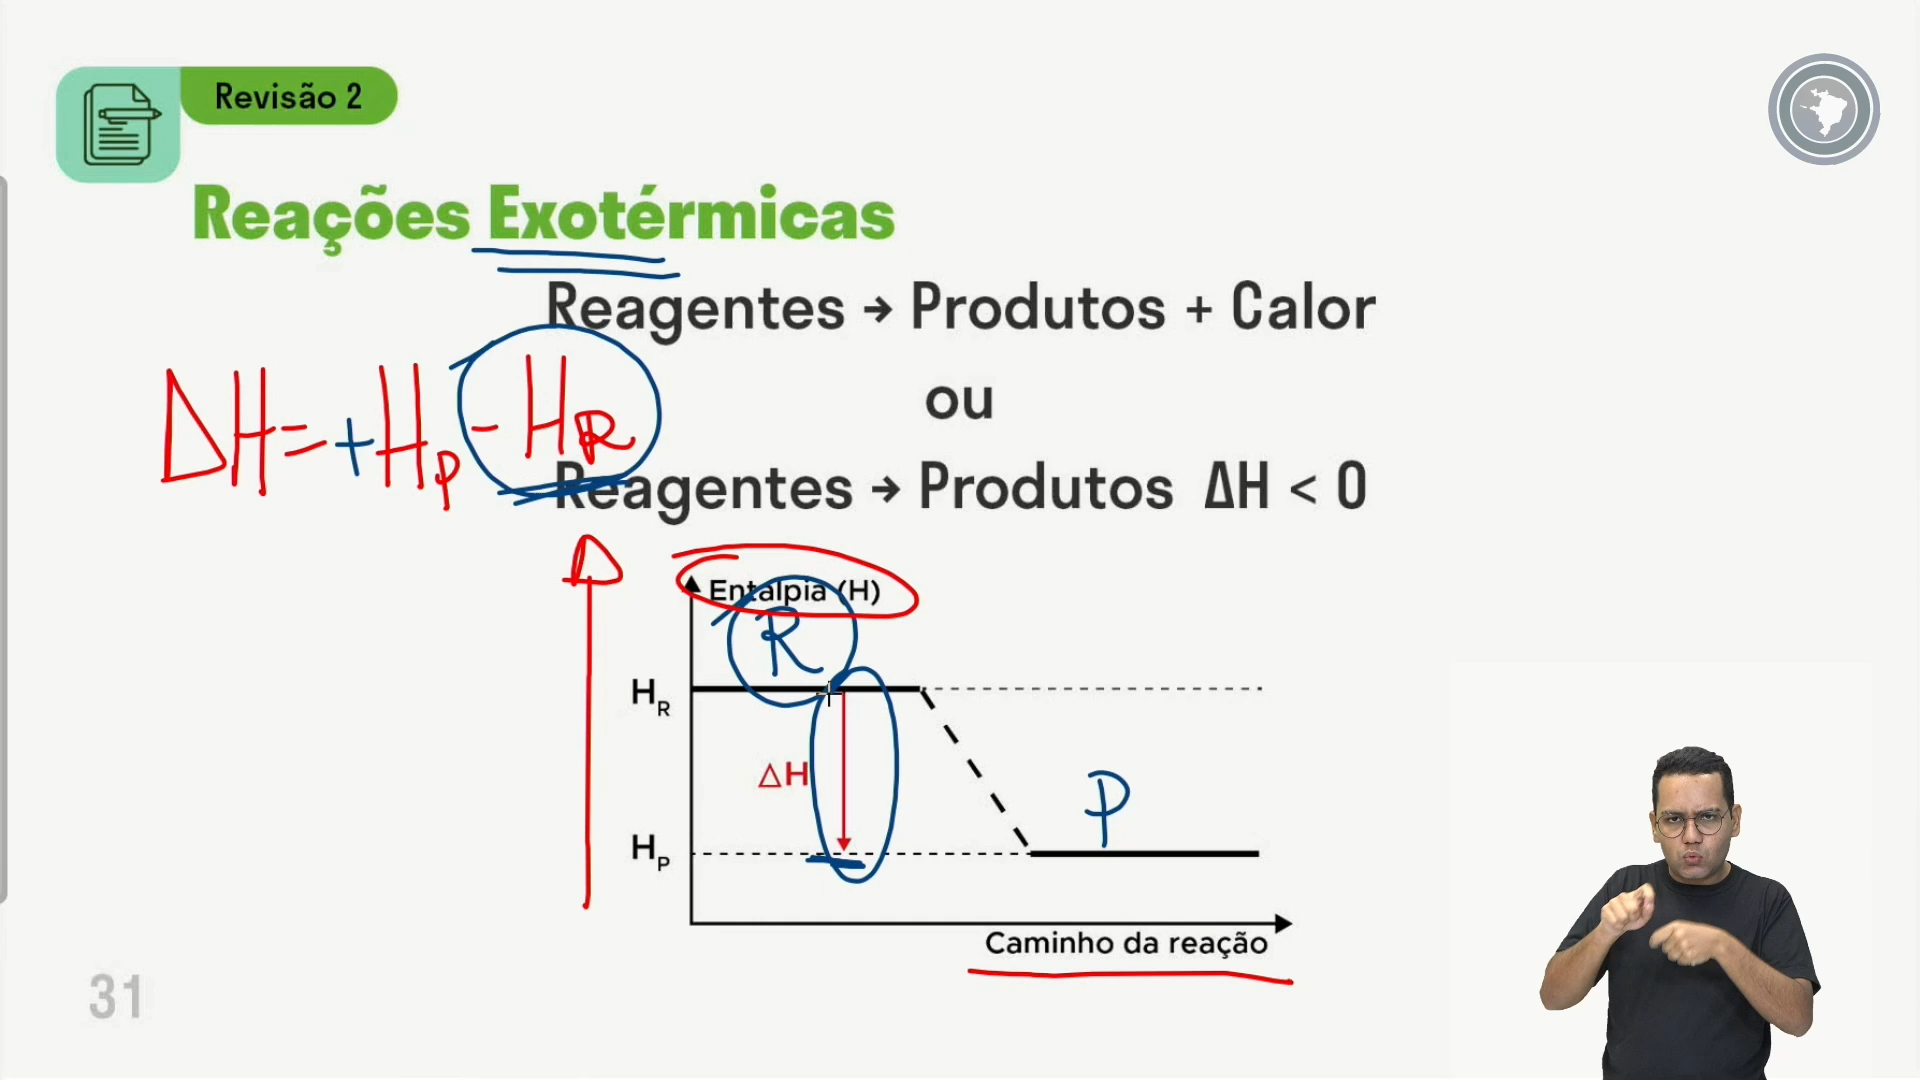 Revisão 2
Reações Exotérmicas
Reagentes → Produtos + Calor
ΔH = + HP - HR
ou
Reagentes → Produtos ΔH < 0
Entalpia (H)
R
HR
ΔH
P
HP
Caminho da reação
31